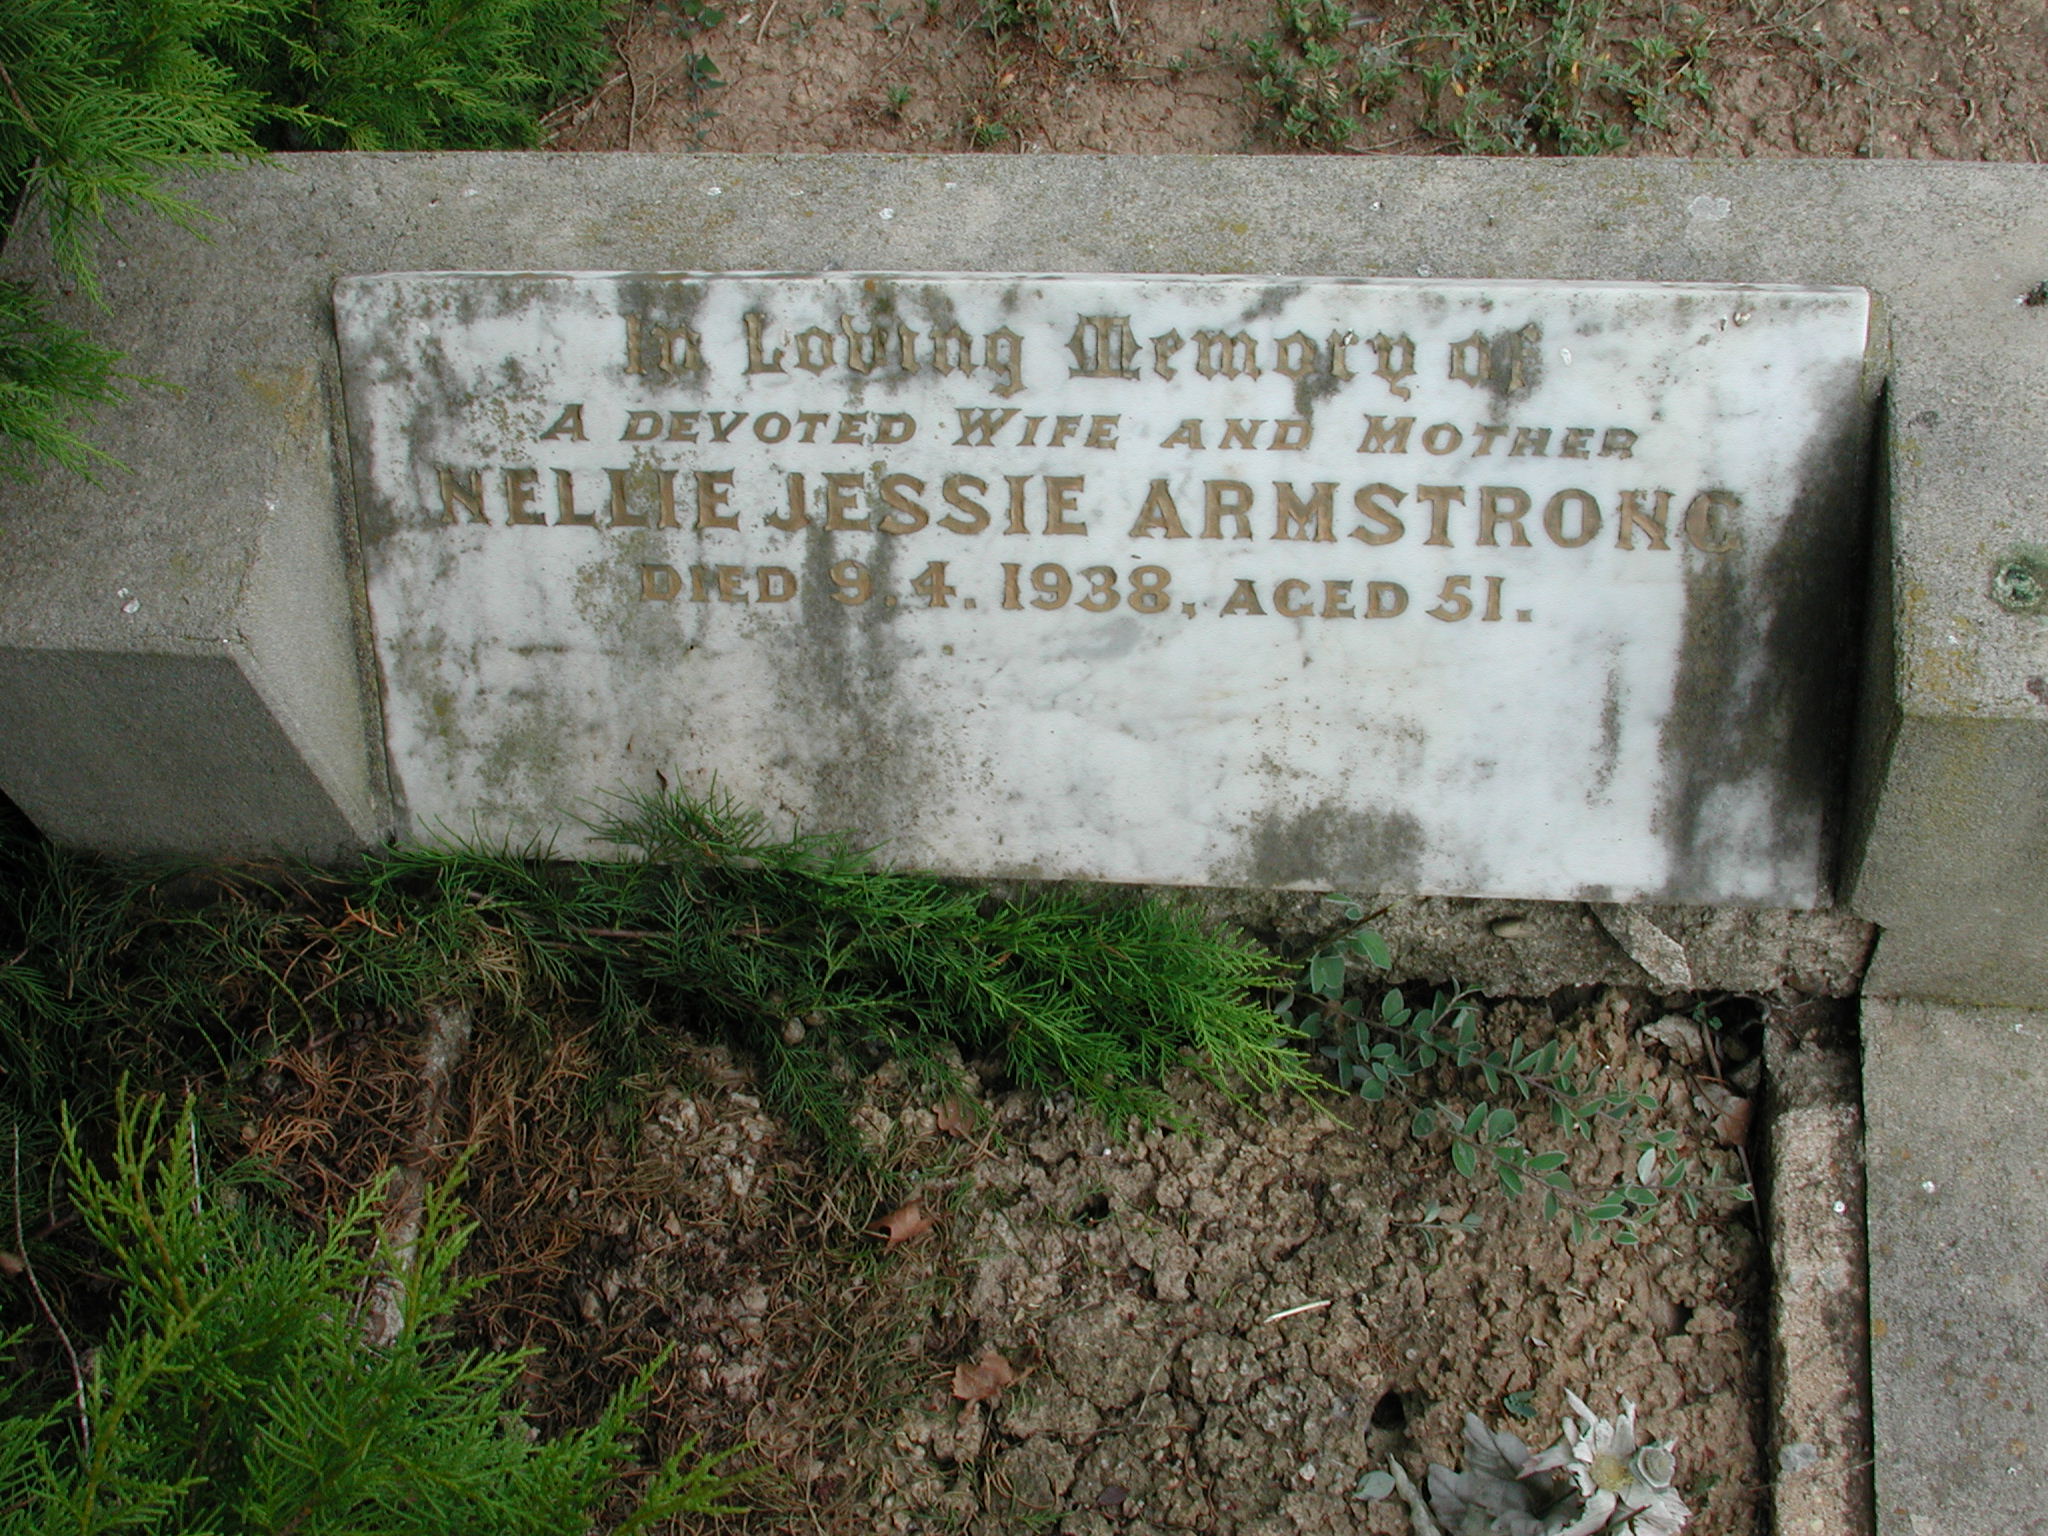 In Loving Memory of
A DEVOTED WIFE AND MOTHER
NELLIE JESSIE ARMSTRONG
DIED 9.4.1938, AGED 51.